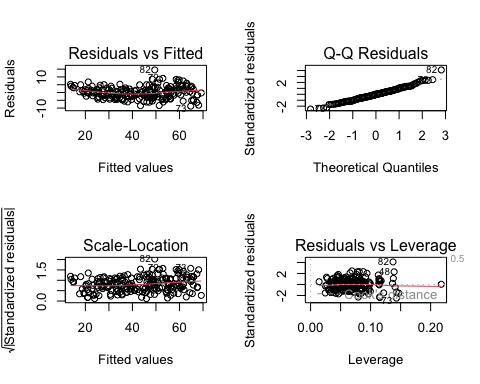 Residuals vs Fitted
Residuals
-10
10
82
73
20 40 60
Fitted values
Q-Q Residuals
Standardized residuals
-2
2
82
-3 -2 -1 0 1 2 3
Theoretical Quantiles
Scale-Location
√|Standardized residuals|
0.0
1.5
82
20 40 60
Fitted values
Residuals vs Leverage
Standardized residuals
-2
2
82
48
0.5
0.00 0.10 0.20
Leverage